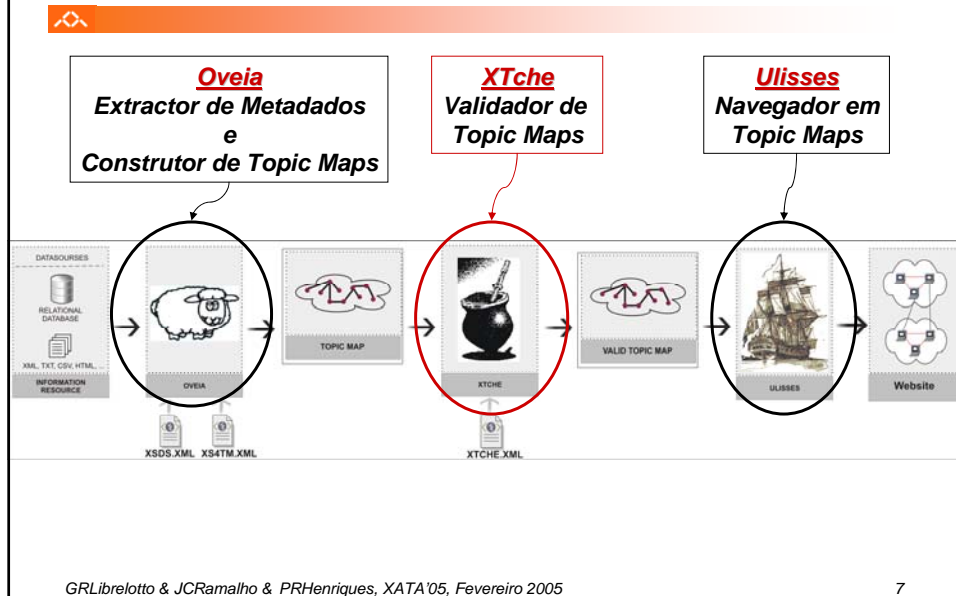 Oveia
Extractor de Metadados
e
Construtor de Topic Maps
XTche
Validador de
Topic Maps
Ulisses
Navegador em
Topic Maps
DATASOURSES
RELATIONAL
DATABASE
XML, TXT, CSV, HTML, ...
INFORMATION
RESOURCE
OVEIA
XSDS.XML XS4TM.XML
TOPIC MAP
XTCHE
XTCHE.XML
VALID TOPIC MAP
ULISSES
Website
GRLibrelotto & JCRamalho & PRHenriques, XATA'05, Fevereiro 2005
7